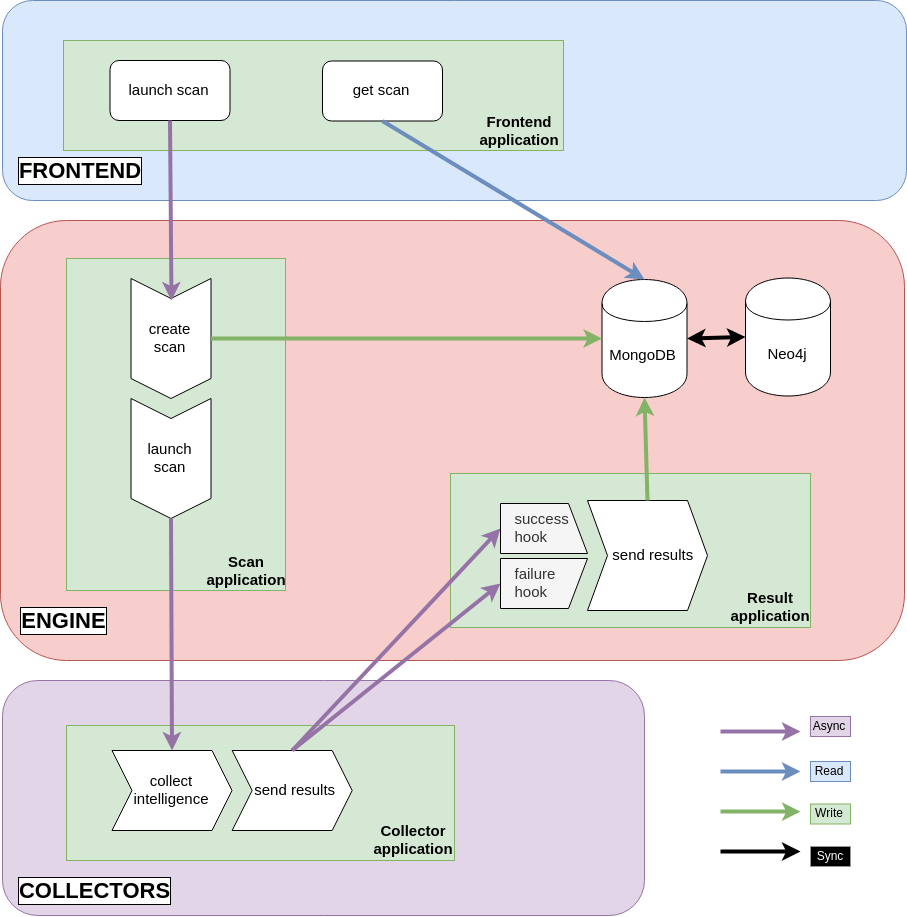 launch scan
get scan
Frontend
application
FRONTEND
create
scan
MongoDB
Neo4j
launch
scan
success
hook
send results
failure
hook
Scan
application
Result
application
ENGINE
Async
collect
intelligence
send results
Read
Write
Collector
application
Sync
COLLECTORS